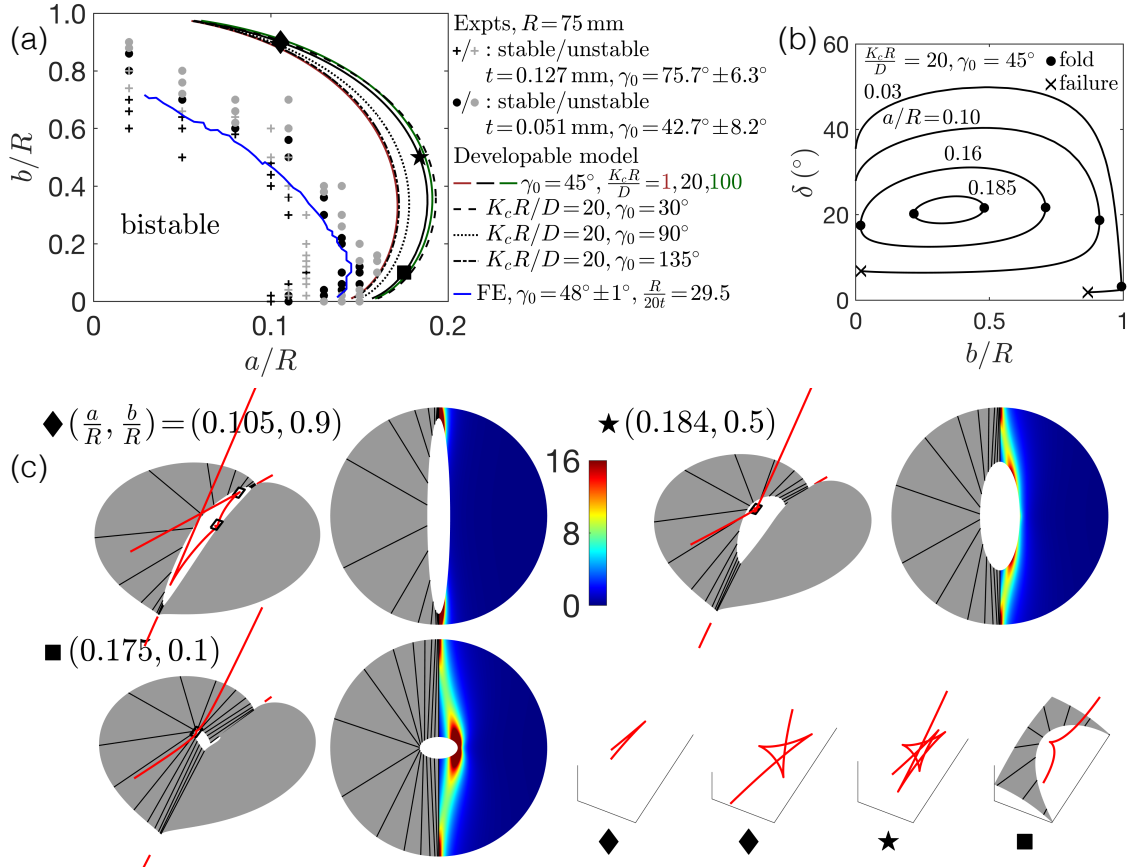 (a)
1.0
0.8
0.6
0.4
0.2
0
b/R
bistable
0
0.1
0.2
a/R
Expts, R = 75 mm
+/+ : stable/unstable
t = 0.127 mm, γ₀ = 75.7° ± 6.3°
●/● : stable/unstable
t = 0.051 mm, γ₀ = 42.7° ± 8.2°
Developable model
γ₀ = 45°, K_cR/D = 1, 20, 100
K_cR/D = 20, γ₀ = 30°
K_cR/D = 20, γ₀ = 90°
K_cR/D = 20, γ₀ = 135°
FE, γ₀ = 48° ± 1°, R/20t = 29.5
(b)
60
40
20
0
δ (°)
K_cR/D = 20, γ₀ = 45°
● fold
× failure
0.03
a/R = 0.10
0.16
0.185
0
0.5
1
b/R
(c)
◆ (a/R, b/R) = (0.105, 0.9)
16
8
0
★ (0.184, 0.5)
■ (0.175, 0.1)